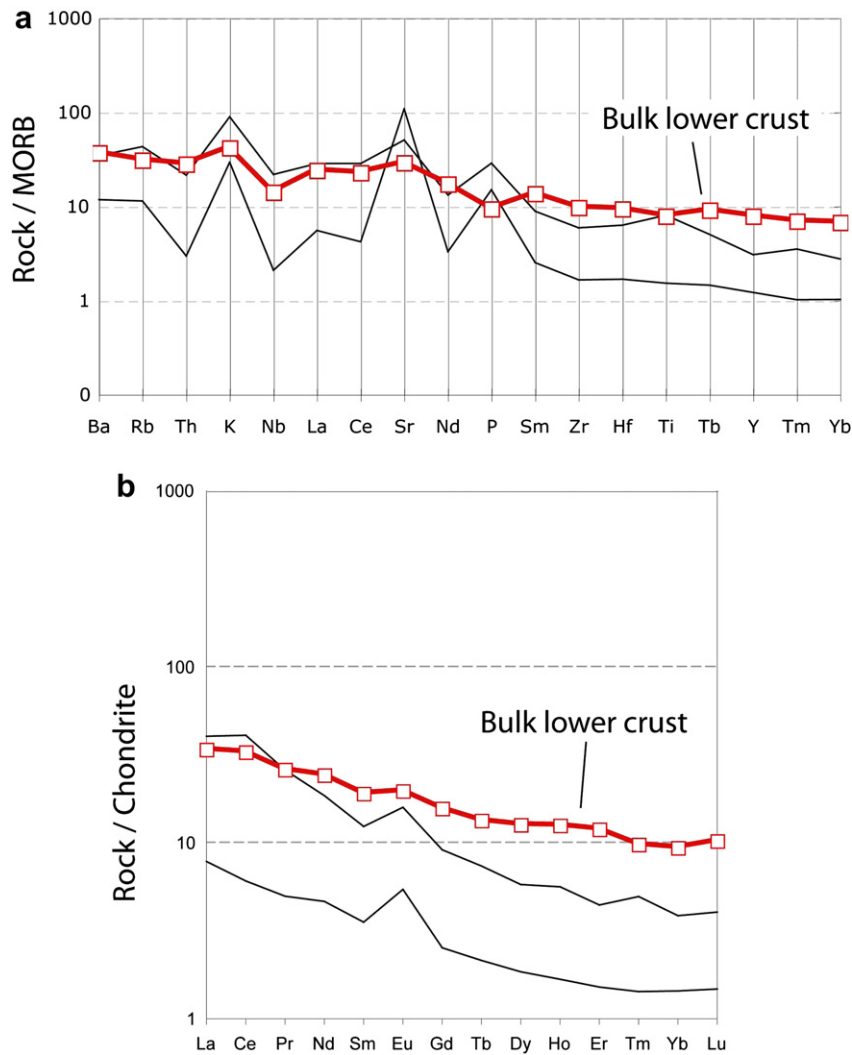 a
1000
100
10
1
0
Rock / MORB
Bulk lower crust
Ba Rb Th K Nb La Ce Sr Nd P Sm Zr Hf Ti Tb Y Tm Yb
b
1000
100
10
1
Rock / Chondrite
Bulk lower crust
La Ce Pr Nd Sm Eu Gd Tb Dy Ho Er Tm Yb Lu